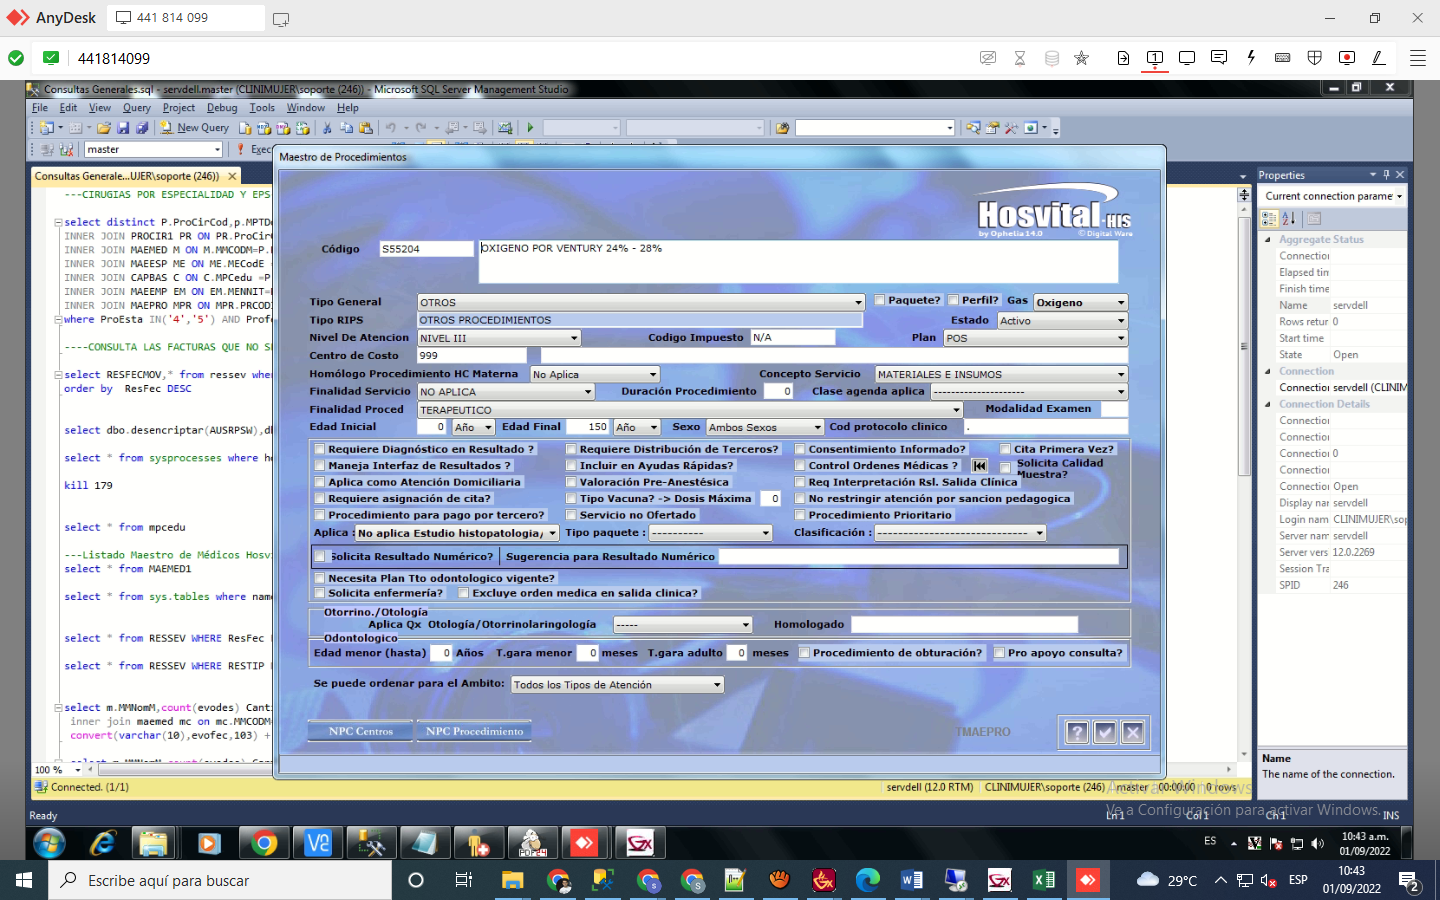 AnyDesk
441 814 099
441814099
Consultas Generales.sql - servdell.master (CLINIMUJER\soporte (246)) - Microsoft SQL Server Management Studio
File Edit View Query Project Debug Tools Window Help
New Query
master
Consultas Generale...UJER\soporte (246))
---CIRUGIAS POR ESPECIALIDAD Y EPS
select distinct P.ProCirCod,p.MPTD
INNER JOIN PROCIR1 PR ON PR.ProCir
INNER JOIN MAEMED M ON M.MMCODM=P.
INNER JOIN MAEESP ME ON ME.MECodE
INNER JOIN CAPBAS C ON C.MPCedu =P
INNER JOIN MAEEMP EM ON EM.MENNIT=
INNER JOIN MAEPRO MPR ON MPR.PRCOD
where ProEsta IN('4','5') AND Prof
----CONSULTA LAS FACTURAS QUE NO S
select RESFECMOV,* from ressev wher
order by ResFec DESC
select dbo.desencriptar(AUSRPSW),d
select * from sysprocesses where h
kill 179
select * from mpcedu
---Listado Maestro de Médicos Hosv
select * from MAEMED1
select * from sys.tables where nam
select * from RESSEV WHERE ResFec
select * from RESSEV WHERE RESTIP
select m.MMNomM,count(evodes) Cant
inner join maemed mc on mc.MMCODM
convert(varchar(10),evofec,103) +
100 %
Connected. (1/1)
servdell (12.0 RTM) CLINIMUJER\soporte (246) master 00:00:00 0 rows
Ready
Ln 1 Col 1 Ch 1 INS
Maestro de Procedimientos
Hosvital-HIS
by Ophelia 14.0 © Digital Ware
Código S55204 OXIGENO POR VENTURY 24% - 28%
Tipo General OTROS Paquete? Perfil? Gas Oxigeno
Tipo RIPS OTROS PROCEDIMIENTOS Estado Activo
Nivel De Atencion NIVEL III Codigo Impuesto N/A Plan POS
Centro de Costo 999
Homólogo Procedimiento HC Materna No Aplica Concepto Servicio MATERIALES E INSUMOS
Finalidad Servicio NO APLICA Duración Procedimiento 0 Clase agenda aplica --------------------
Finalidad Proced TERAPEUTICO Modalidad Examen
Edad Inicial 0 Año Edad Final 150 Año Sexo Ambos Sexos Cod protocolo clinico .
Requiere Diagnóstico en Resultado ? Requiere Distribución de Terceros? Consentimiento Informado? Cita Primera Vez?
Maneja Interfaz de Resultados ? Incluir en Ayudas Rápidas? Control Ordenes Médicas ? Solicita Calidad Muestra?
Aplica como Atención Domiciliaria Valoración Pre-Anestésica Req Interpretación Rsl. Salida Clínica
Requiere asignación de cita? Tipo Vacuna? -> Dosis Máxima 0 No restringir atención por sancion pedagogica
Procedimiento para pago por tercero? Servicio no Ofertado Procedimiento Prioritario
Aplica : No aplica Estudio histopatologia/ Tipo paquete : ---------- Clasificación : -----------------------------
Solicita Resultado Numérico? Sugerencia para Resultado Numérico
Necesita Plan Tto odontologico vigente?
Solicita enfermería? Excluye orden medica en salida clinica?
Otorrino./Otología
Aplica Qx Otología/Otorrinolaringología ----- Homologado
Odontologico
Edad menor (hasta) 0 Años T.gara menor 0 meses T.gara adulto 0 meses Procedimiento de obturación? Pro apoyo consulta?
Se puede ordenar para el Ambito: Todos los Tipos de Atención
NPC Centros NPC Procedimiento
TMAEPRO
Properties
Current connection parame
Aggregate Status
Connection
Elapsed tim
Finish time
Name servdell
Rows retur 0
Start time
State Open
Connection
Connectio servdell (CLINIM
Connection Details
Connection
Connection
Connection 0
Connection
Connection Open
Display nar servdell
Login nam CLINIMUJER\sop
Server nam servdell
Server vers 12.0.2269
Session Tra
SPID 246
Name
The name of the connection.
Activar Windows
Ve a Configuración para activar Windows.
ES
10:43 a.m.
01/09/2022
Escribe aquí para buscar
29°C
ESP
10:43
01/09/2022
2